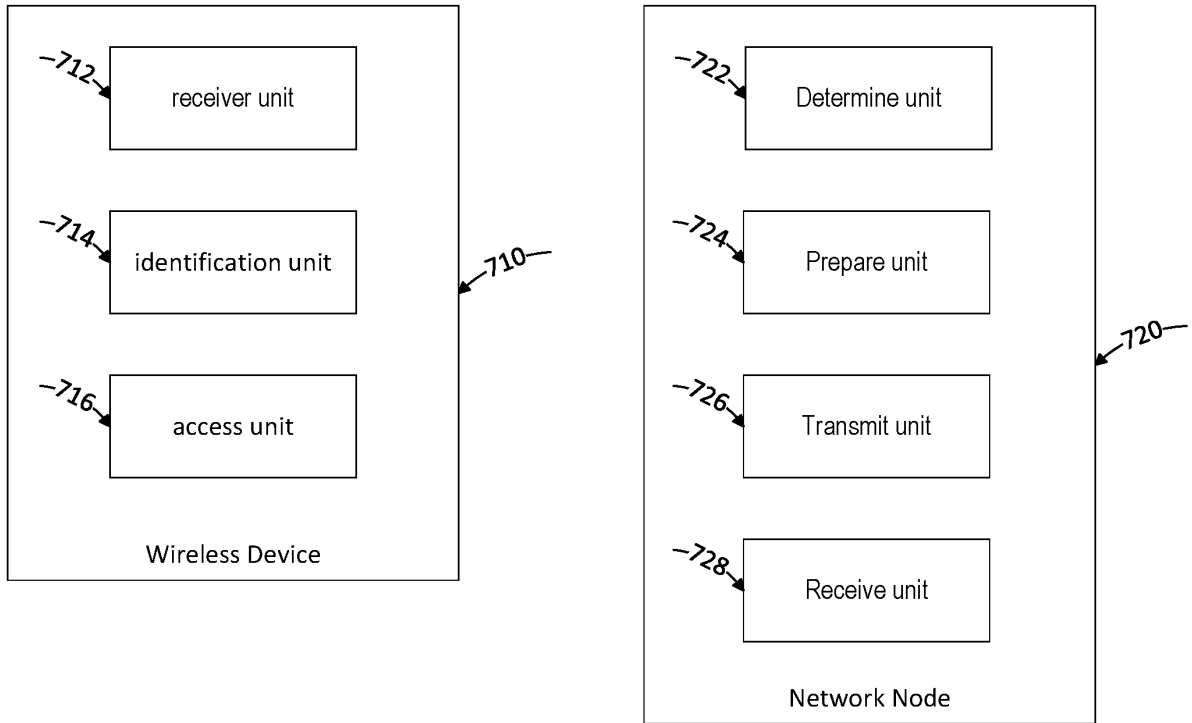 712
receiver unit
714
identification unit
710
716
access unit
Wireless Device
722
Determine unit
724
Prepare unit
720
726
Transmit unit
728
Receive unit
Network Node